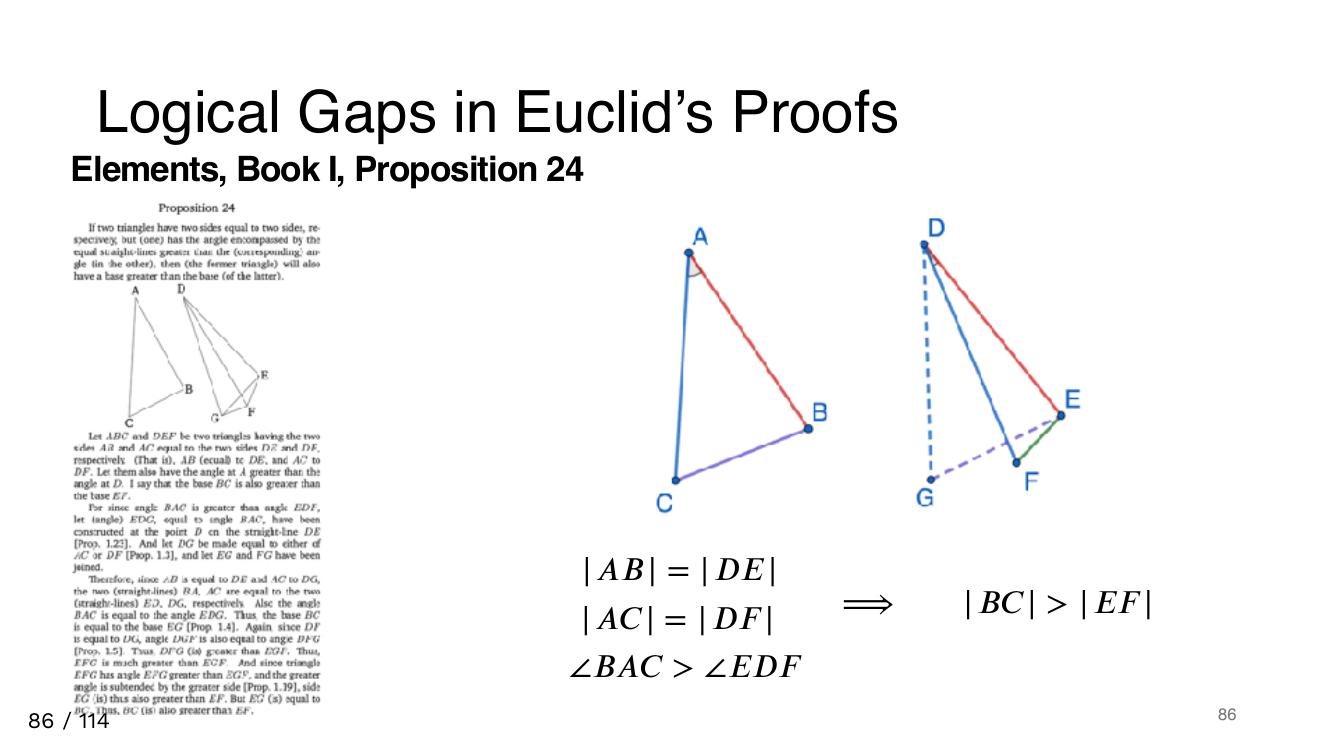 Logical Gaps in Euclid’s Proofs
Elements, Book I, Proposition 24
Proposition 24
If two triangles have two sides equal to two sides, re-
spectively, but (one) has the angle encompassed by the
equal straight-lines greater than the (corresponding) an-
gle (in the other), then (the former triangle) will also
have a base greater than the base (of the latter).
A D
E
B
G F
C
Let ABC and DEF be two triangles having the two
sides AB and AC equal to the two sides DE and DF,
respectively. (That is), AB (equal) to DE, and AC to
DF. Let them also have the angle at A greater than the
angle at D. I say that the base BC is also greater than
the base EF.
For since angle BAC is greater than angle EDF,
let (angle) EDG, equal to angle BAC, have been
constructed at the point D on the straight-line DE
[Prop. 1.23]. And let DG be made equal to either of
AC or DF [Prop. 1.3], and let EG and FG have been
joined.
Therefore, since AB is equal to DE and AC to DG,
the two (straight-lines) BA, AC are equal to the two
(straight-lines) ED, DG, respectively. Also the angle
BAC is equal to the angle EDG. Thus, the base BC
is equal to the base EG [Prop. 1.4]. Again, since DF
is equal to DG, angle DGF is also equal to angle DFG
[Prop. 1.5]. Thus, DFG (is) greater than EGF. Thus,
EFG is much greater than EGF. And since triangle
EFG has angle EFG greater than EGF, and the greater
angle is subtended by the greater side [Prop. 1.19], side
EG (is) thus also greater than EF. But EG (is) equal to
BC. Thus, BC (is) also greater than EF.
A
B
C
D
E
F
G
|AB| = |DE|
|AC| = |DF|
∠BAC > ∠EDF
⟹ |BC| > |EF|
86 / 114
86